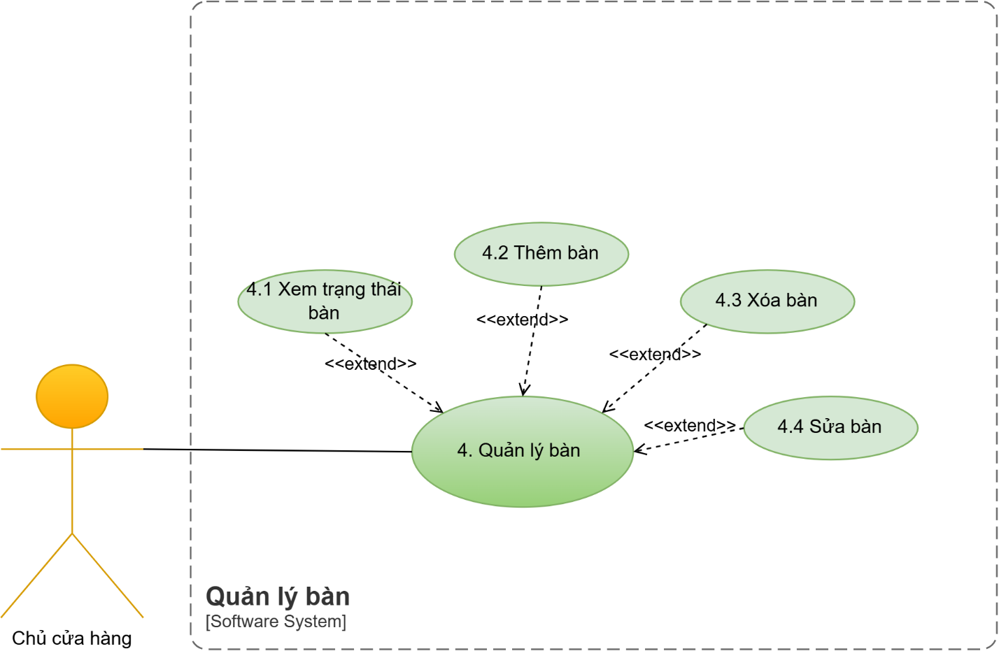 4.2 Thêm bàn
4.1 Xem trạng thái
bàn
4.3 Xóa bàn
<<extend>>
<<extend>>
<<extend>>
<<extend>>
4.4 Sửa bàn
4. Quản lý bàn
Quản lý bàn
[Software System]
Chủ cửa hàng